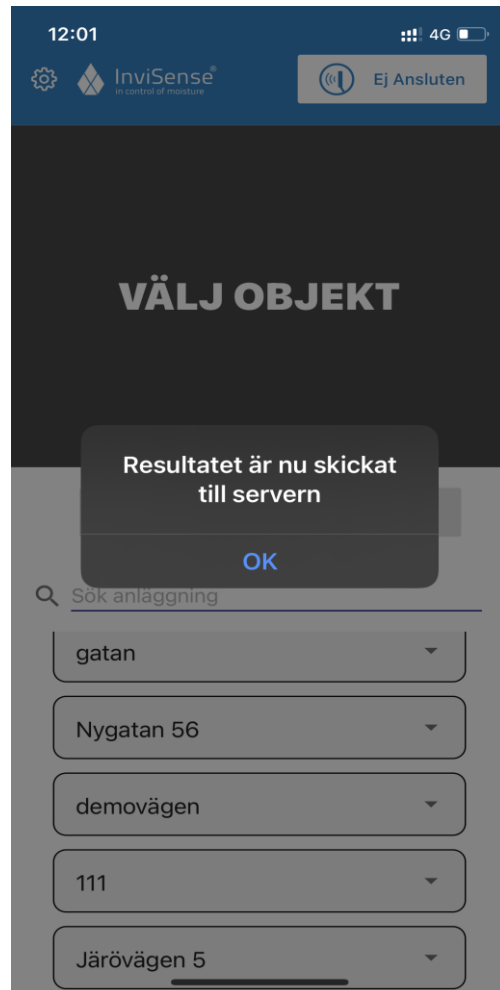 12:01
4G
InviSense®
in control of moisture
Ej Ansluten
VÄLJ OBJEKT
Resultatet är nu skickat
till servern
OK
Sök anläggning
gatan
Nygatan 56
demovägen
111
Järövägen 5